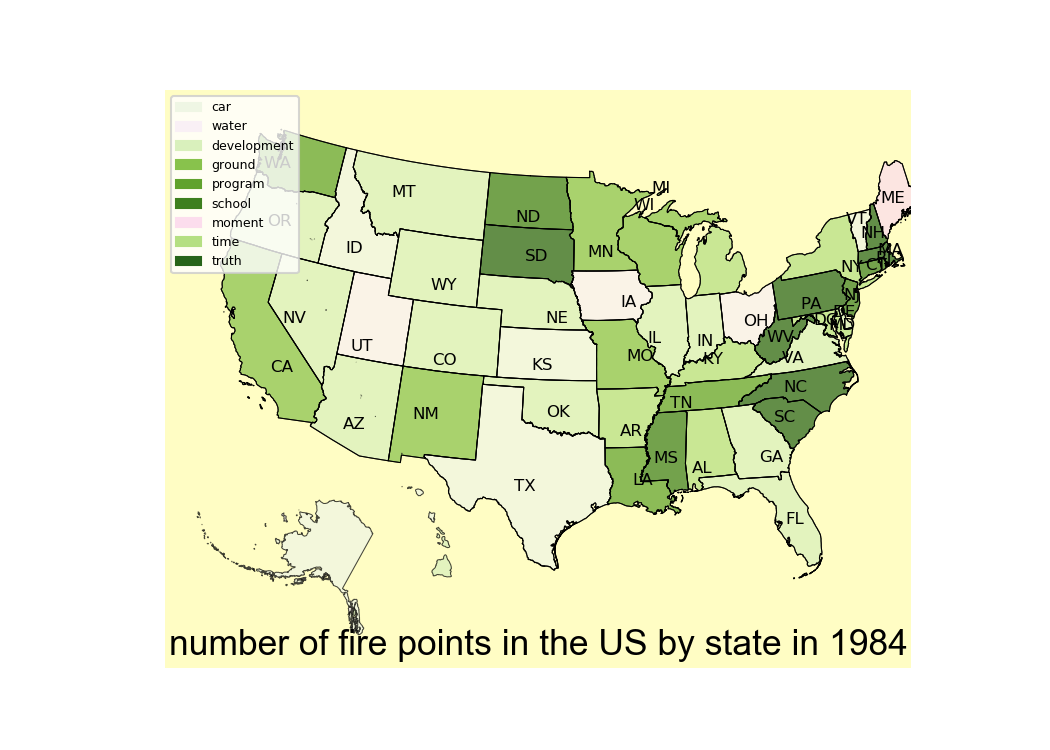 car
water
development
ground
program
school
moment
time
truth
WA
OR
MT
ID
ND
SD
MN
WI
MI
ME
VT
NH
MA
NY
CT
WY
NE
IA
PA
NJ
DE
DC
MD
NV
UT
CO
KS
MO
IL
IN
OH
WV
VA
KY
CA
AZ
NM
OK
AR
TN
NC
SC
TX
LA
MS
AL
GA
FL
number of fire points in the US by state in 1984